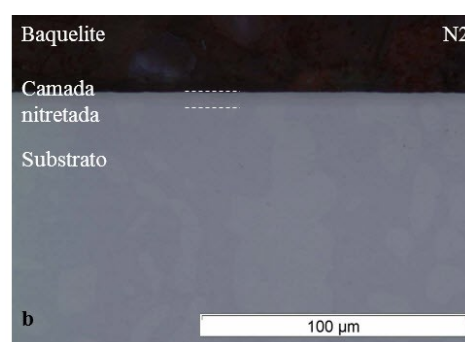 Baquelite
N2
Camada
nitretada
Substrato
b
100 µm